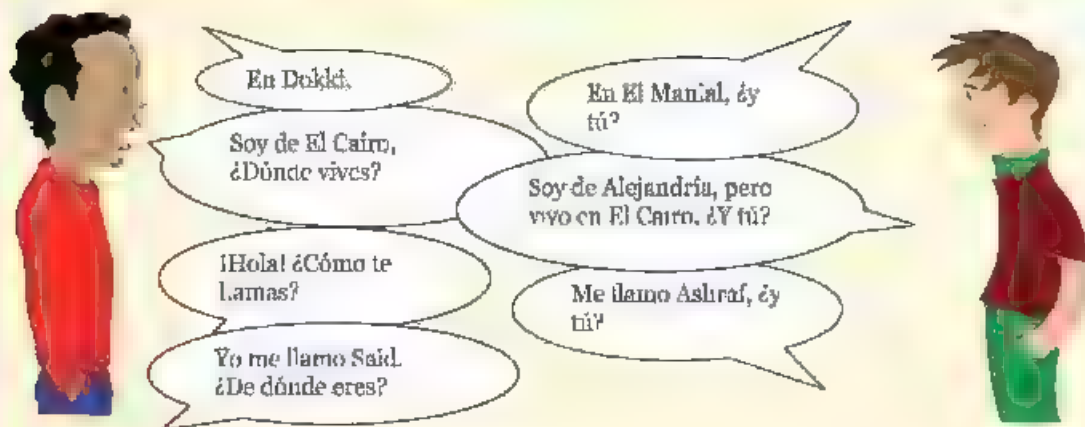 En Dokki.
Soy de El Cairo,
¿Dónde vives?
¡Hola! ¿Cómo te
llamas?
Yo me llamo Said.
¿De dónde eres?
En El Manial, ¿y
tú?
Soy de Alejandría, pero
vivo en El Cairo. ¿Y tú?
Me llamo Ashraf, ¿y
tú?